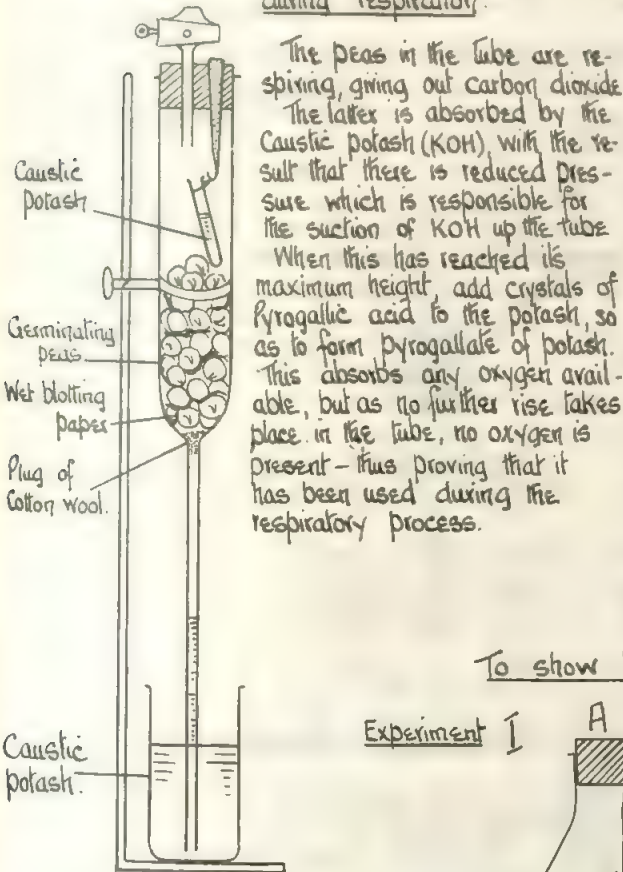 during respiration.
The peas in the tube are re-
spiring, giving out carbon dioxide
The latter is absorbed by the
Caustic potash (KOH), with the re-
sult that there is reduced pres-
sure which is responsible for
the suction of KOH up the tube
When this has reached its
maximum height, add crystals of
Pyrogallic acid to the potash, so
as to form pyrogallate of potash.
This absorbs any oxygen avail-
able, but as no further rise takes
place in the tube, no oxygen is
present - thus proving that it
has been used during the
respiratory process.
Caustic
potash
Germinating
peas
Wet blotting
paper
Plug of
Cotton wool.
Caustic
potash.
To show
Experiment I
A